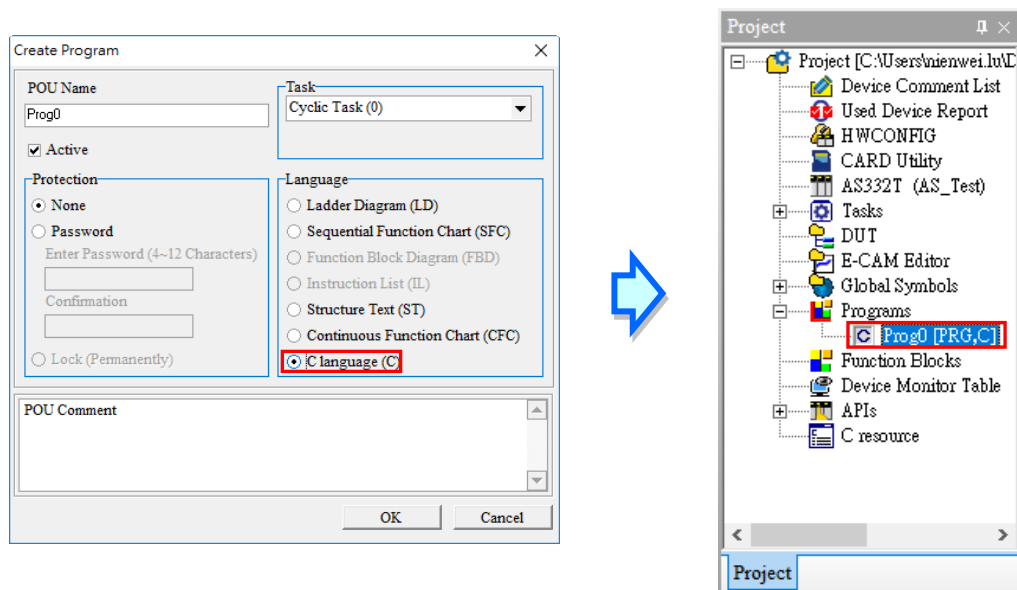 Create Program
POU Name
Prog0
Active
Task
Cyclic Task (0)
Protection
None
Password
Enter Password (4~12 Characters)
Confirmation
Lock (Permanently)
Language
Ladder Diagram (LD)
Sequential Function Chart (SFC)
Function Block Diagram (FBD)
Instruction List (IL)
Structure Text (ST)
Continuous Function Chart (CFC)
C language (C)
POU Comment
OK
Cancel
Project
Project [C:\Users\nienwei.lu\D
Device Comment List
Used Device Report
HWCONFIG
CARD Utility
AS332T (AS_Test)
Tasks
DUT
E-CAM Editor
Global Symbols
Programs
Prog0 [PRG,C]
Function Blocks
Device Monitor Table
APIs
C resource
Project